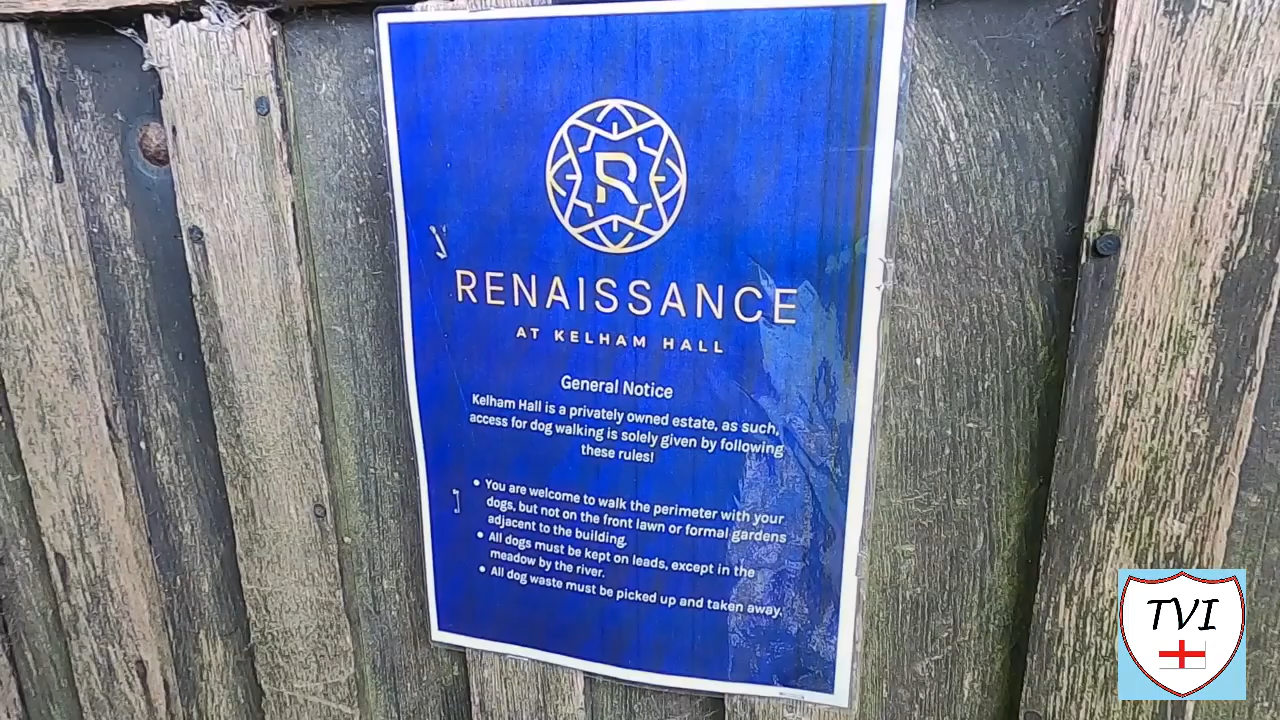 R
RENAISSANCE
AT KELHAM HALL
General Notice
Kelham Hall is a privately owned estate, as such,
access for dog walking is solely given by following
these rules!
• You are welcome to walk the perimeter with your
dogs, but not on the front lawn or formal gardens
adjacent to the building.
• All dogs must be kept on leads, except in the
meadow by the river.
• All dog waste must be picked up and taken away.
TVI